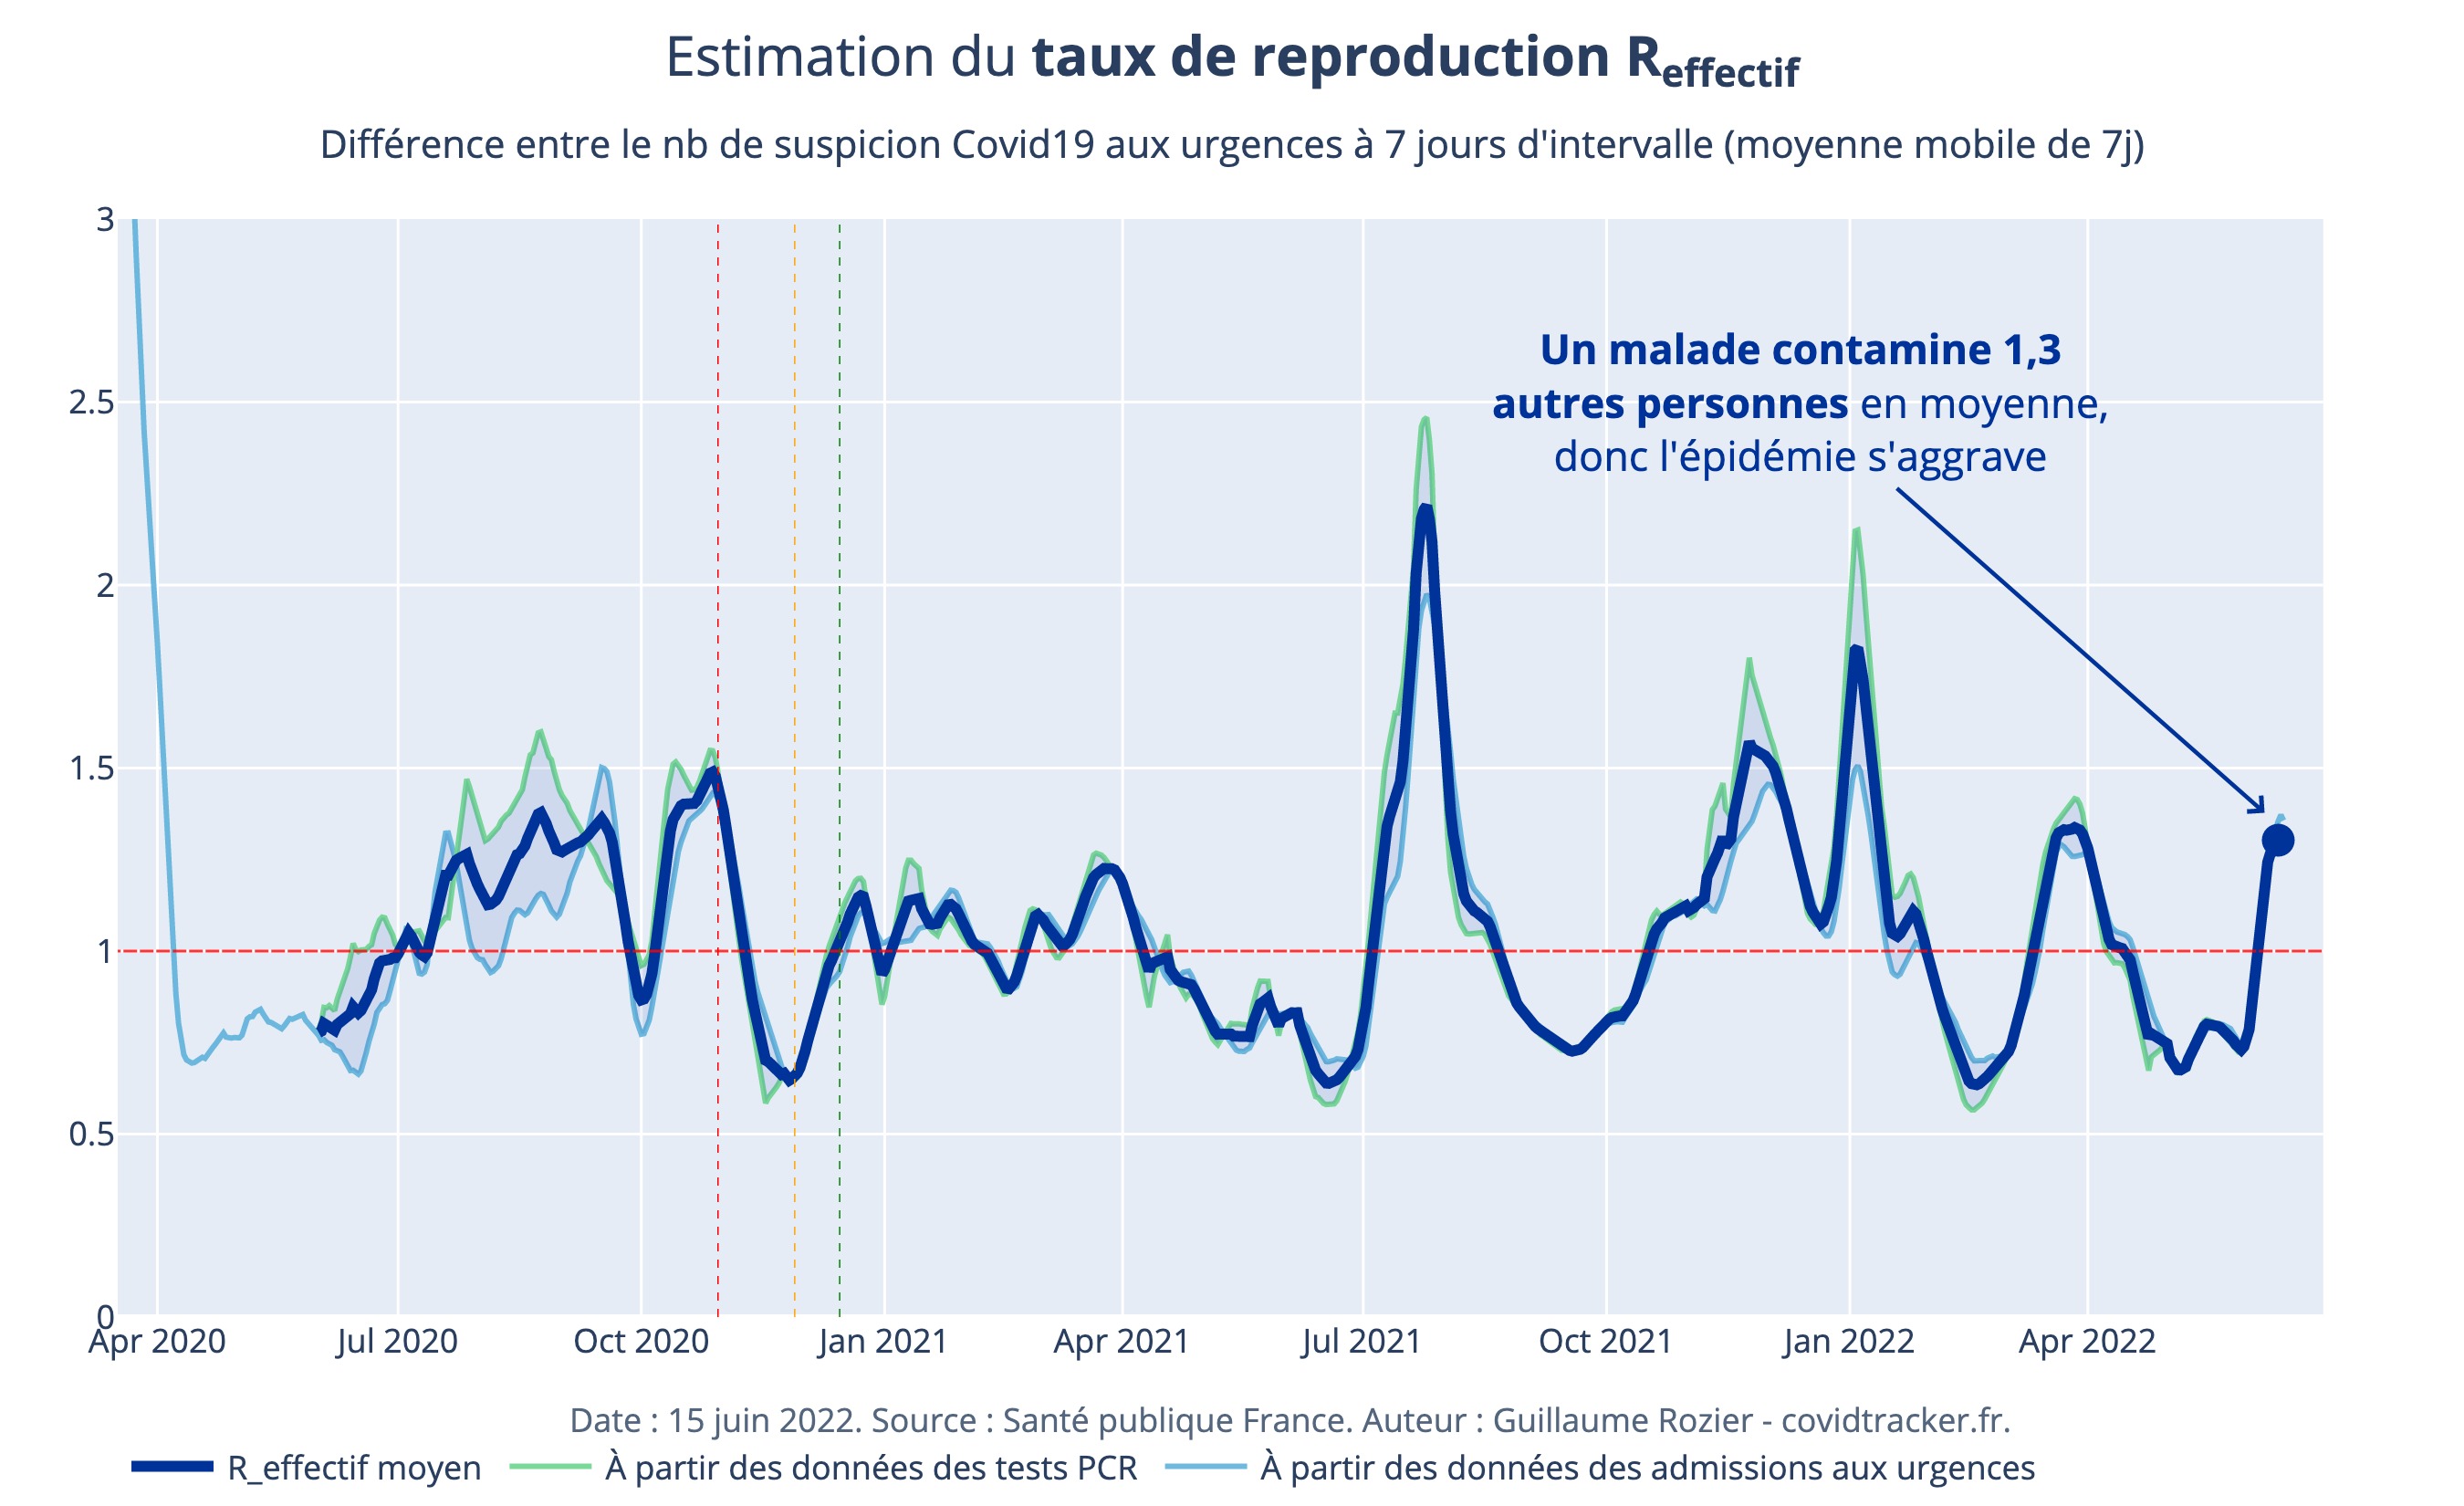 Estimation du taux de reproduction Reffectif
Différence entre le nb de suspicion Covid19 aux urgences à 7 jours d'intervalle (moyenne mobile de 7j)
3
2.5
2
1.5
1
0.5
0
Un malade contamine 1,3
autres personnes en moyenne,
donc l'épidémie s'aggrave
Apr 2020 Jul 2020 Oct 2020 Jan 2021 Apr 2021 Jul 2021 Oct 2021 Jan 2022 Apr 2022
Date : 15 juin 2022. Source : Santé publique France. Auteur : Guillaume Rozier - covidtracker.fr.
R_effectif moyen À partir des données des tests PCR À partir des données des admissions aux urgences